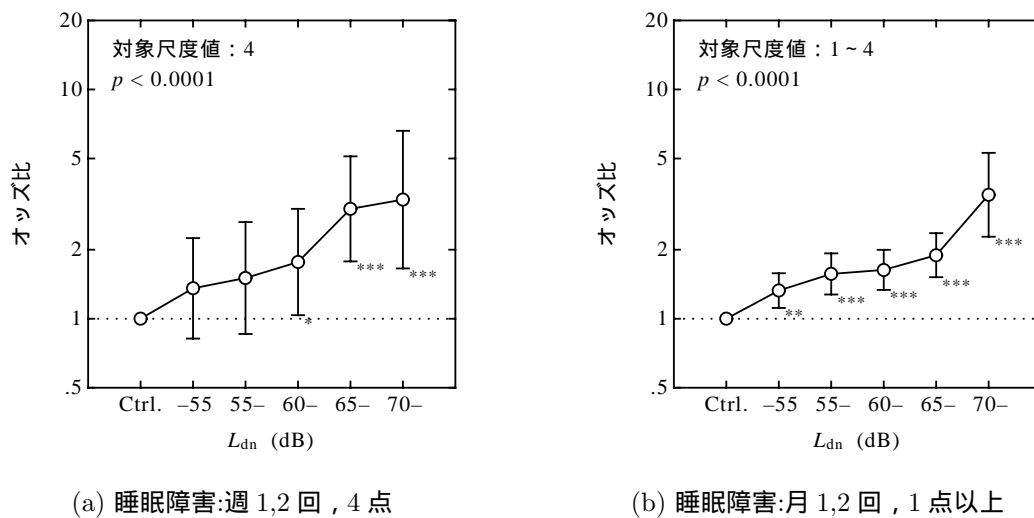 20
10
5
2
1
.5
オッズ比
対象尺度値：4
p < 0.0001
*
***
***
Ctrl. –55 55– 60– 65– 70–
Ldn (dB)
(a) 睡眠障害:週 1,2 回，4 点
20
10
5
2
1
.5
オッズ比
対象尺度値：1 ~ 4
p < 0.0001
**
***
***
***
***
Ctrl. –55 55– 60– 65– 70–
Ldn (dB)
(b) 睡眠障害:月 1,2 回，1 点以上